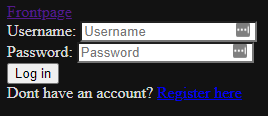 Frontpage
Username: Username
Password: Password
Log in
Dont have an account? Register here